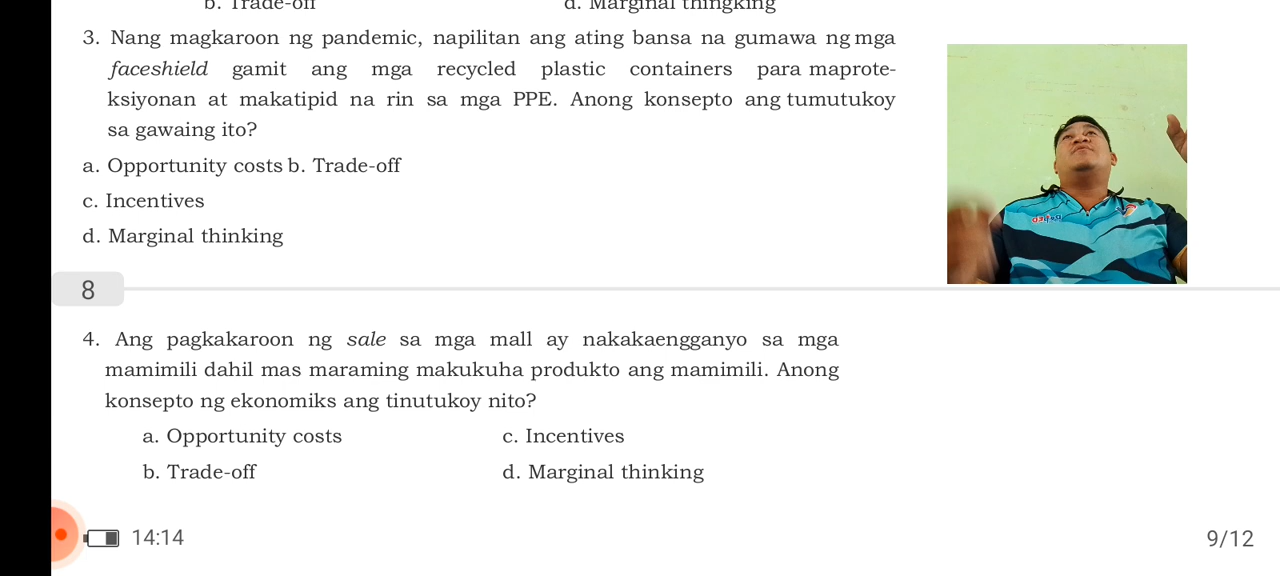 b. Trade-off d. Marginal thingking
3. Nang magkaroon ng pandemic, napilitan ang ating bansa na gumawa ng mga
faceshield gamit ang mga recycled plastic containers para maprote-
ksiyonan at makatipid na rin sa mga PPE. Anong konsepto ang tumutukoy
sa gawaing ito?
a. Opportunity costs b. Trade-off
c. Incentives
d. Marginal thinking
8
4. Ang pagkakaroon ng sale sa mga mall ay nakakaengganyo sa mga
mamimili dahil mas maraming makukuha produkto ang mamimili. Anong
konsepto ng ekonomiks ang tinutukoy nito?
a. Opportunity costs c. Incentives
b. Trade-off d. Marginal thinking
14:14 9/12